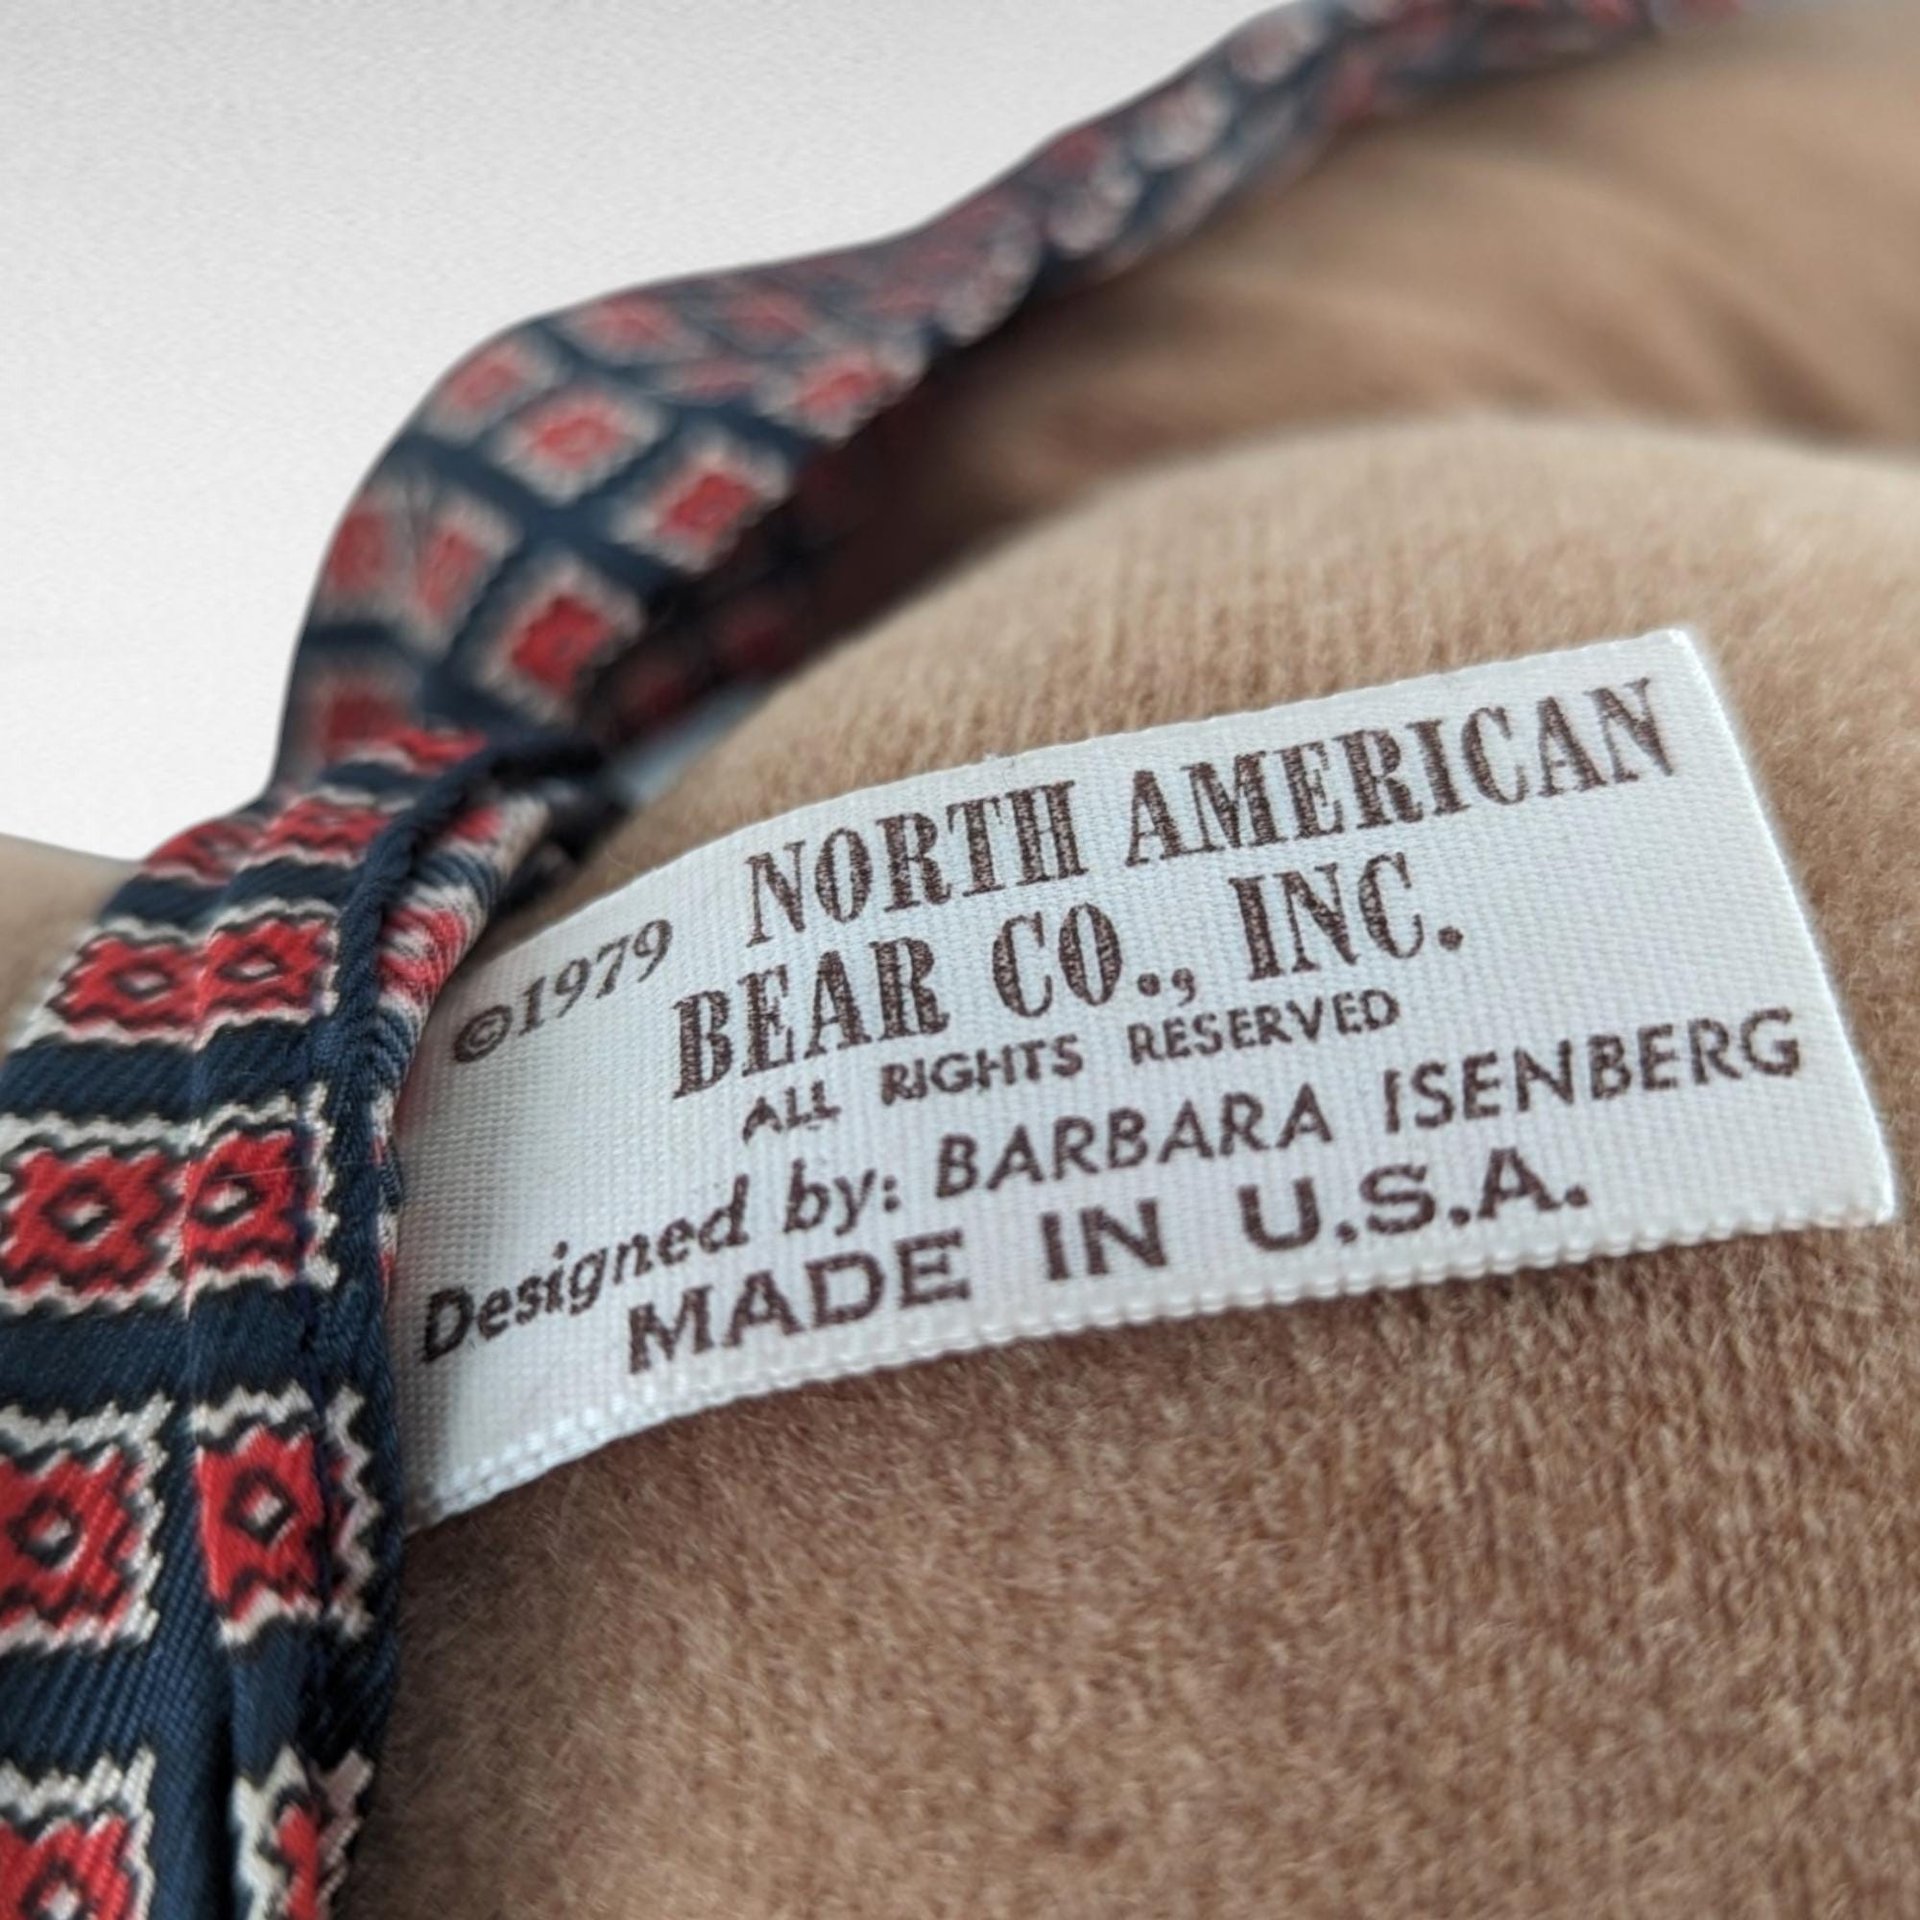 ©1979 NORTH AMERICAN
BEAR CO., INC.
ALL RIGHTS RESERVED
Designed by: BARBARA ISENBERG
MADE IN U.S.A.